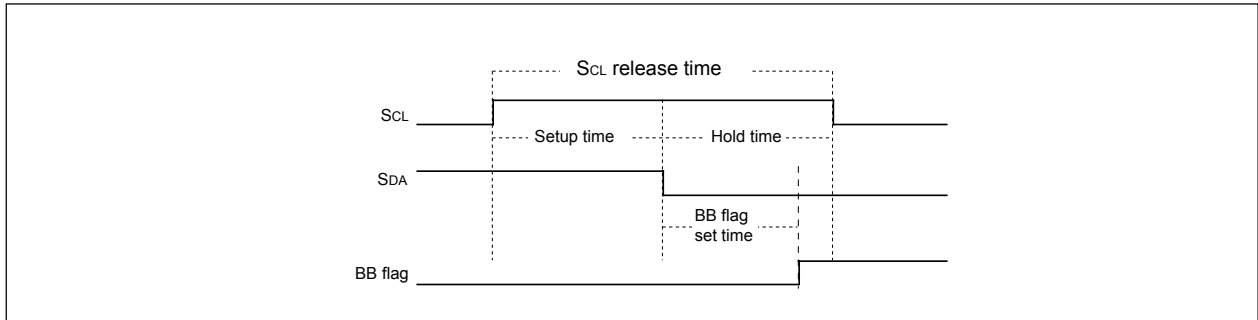 SCL release time
SCL
Setup time
Hold time
SDA
BB flag
set time
BB flag